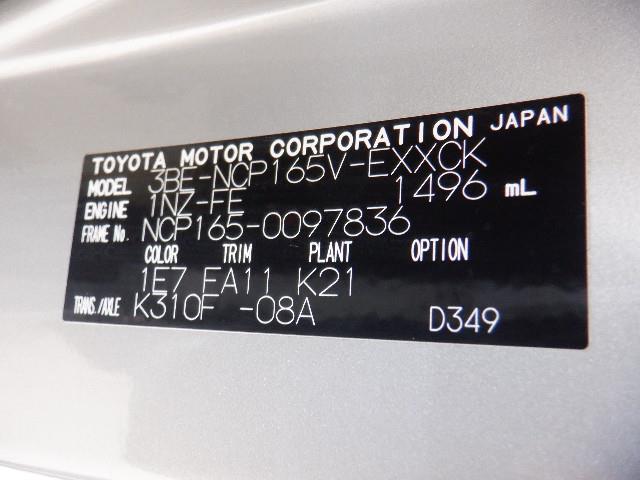 TOYOTA MOTOR CORPORATION JAPAN
MODEL 3BE-NCP165V-EXXCK
ENGINE 1NZ-FE 1496 mL
FRAME No. NCP165-0097836
COLOR TRIM PLANT OPTION
1E7 FA11 K21
TRANS./AXLE K310F -08A D349